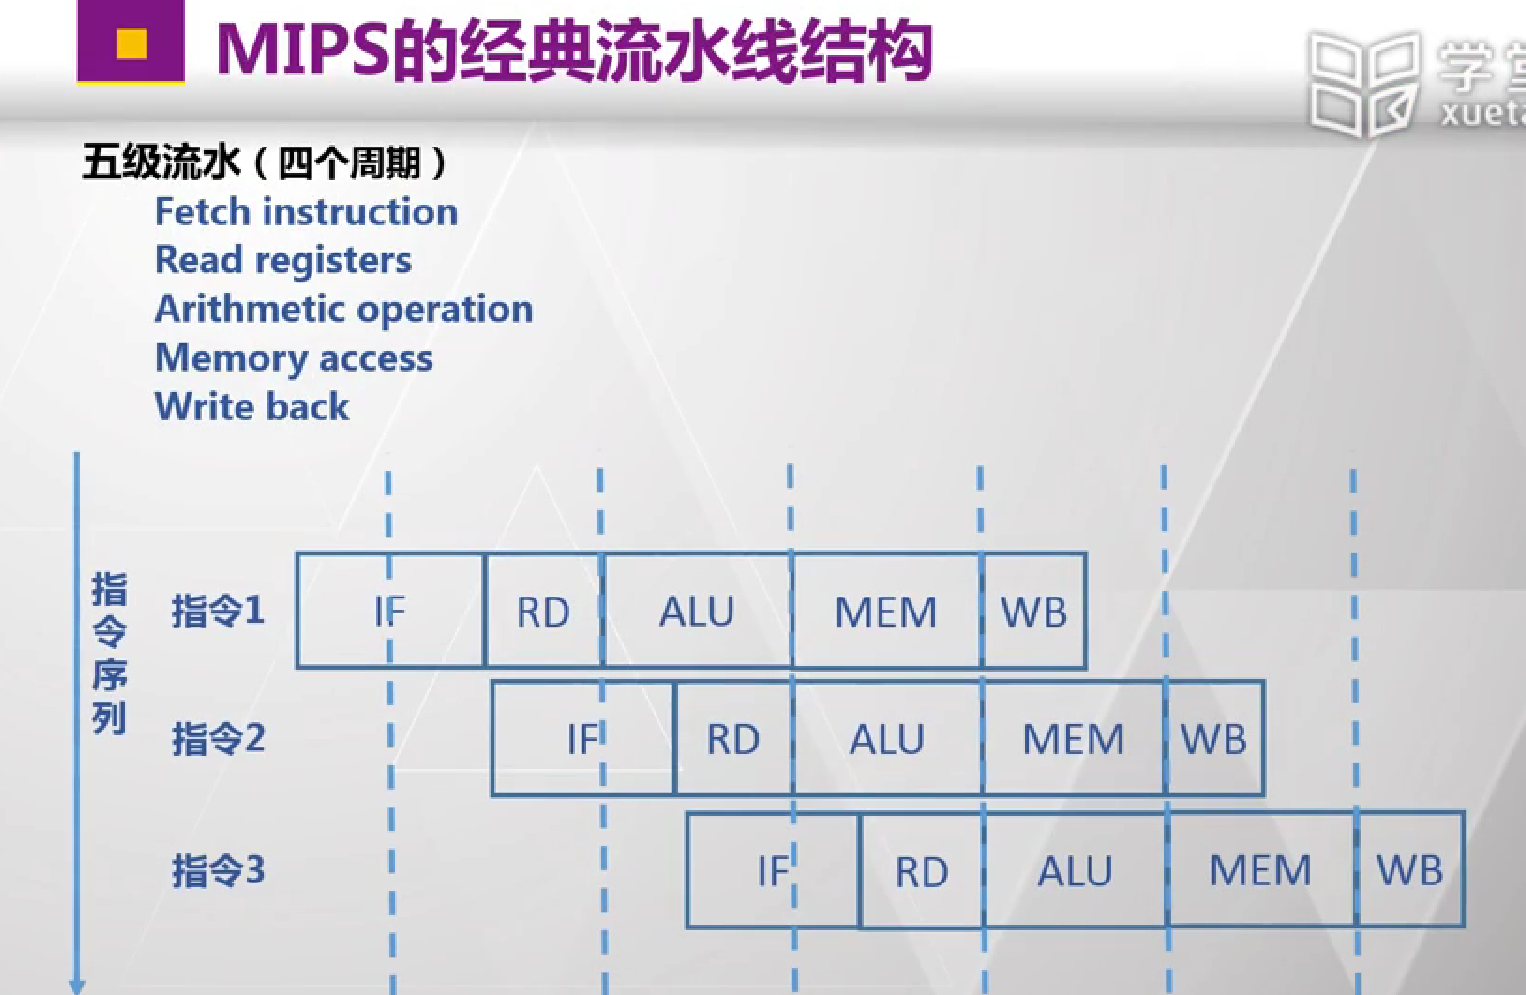 MIPS的经典流水线结构
五级流水（四个周期）
Fetch instruction
Read registers
Arithmetic operation
Memory access
Write back
指令序列
指令1 IF RD ALU MEM WB
指令2 IF RD ALU MEM WB
指令3 IF RD ALU MEM WB